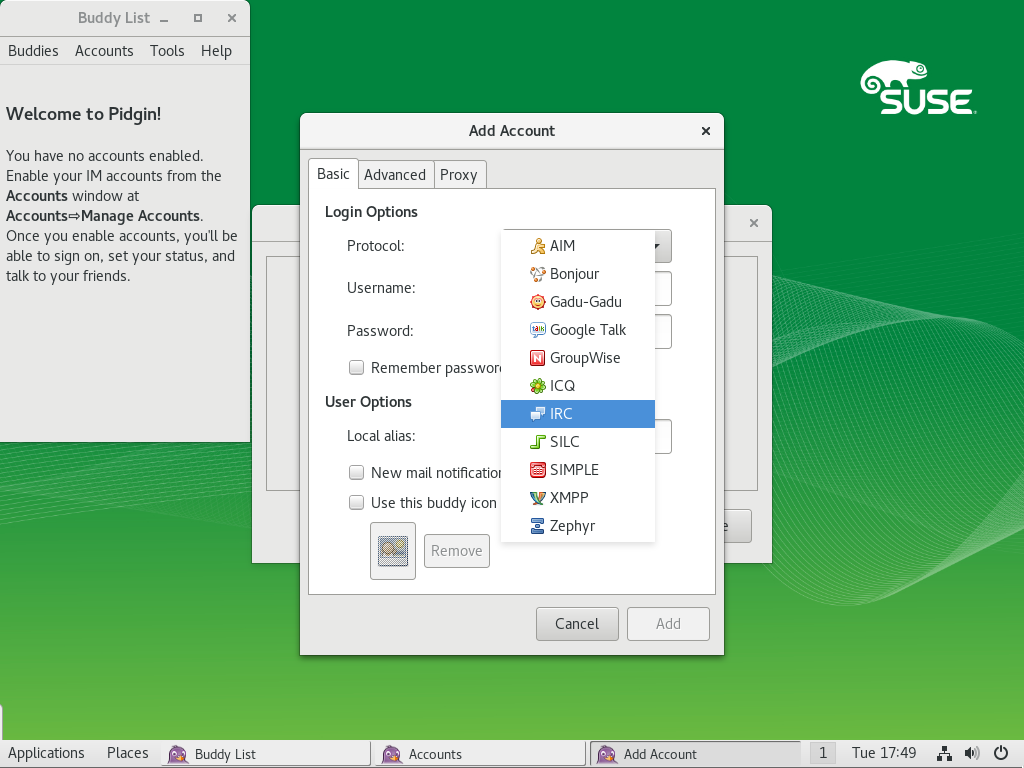 Buddy List
Buddies Accounts Tools Help
Welcome to Pidgin!
You have no accounts enabled.
Enable your IM accounts from the
Accounts window at
Accounts⇨Manage Accounts.
Once you enable accounts, you'll be
able to sign on, set your status, and
talk to your friends.
SUSE
Add Account
Basic Advanced Proxy
Login Options
Protocol:
Username:
Password:
Remember password
User Options
Local alias:
New mail notification
Use this buddy icon
Remove
AIM
Bonjour
Gadu-Gadu
Google Talk
GroupWise
ICQ
IRC
SILC
SIMPLE
XMPP
Zephyr
Cancel Add
Applications Places Buddy List Accounts Add Account 1 Tue 17:49